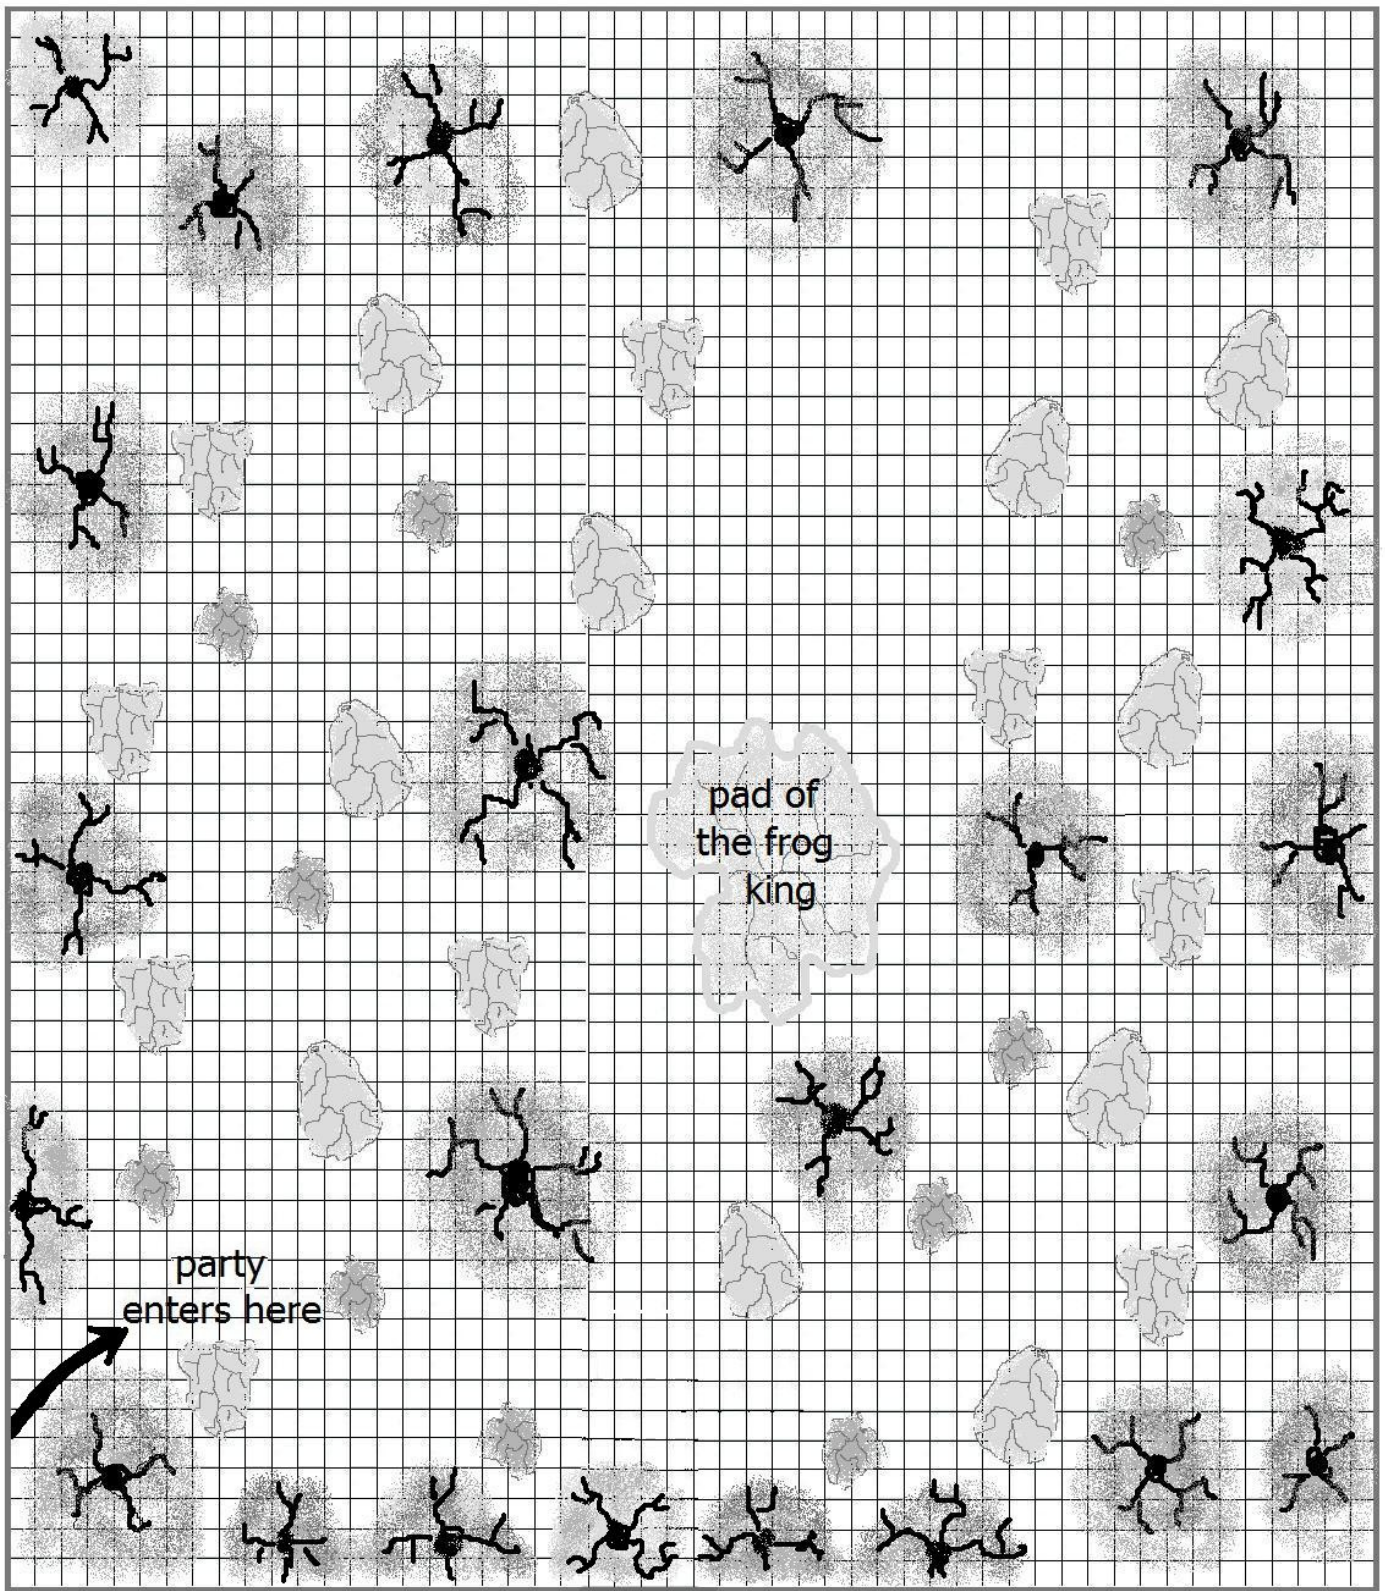 pad of
the frog
king
party
enters here